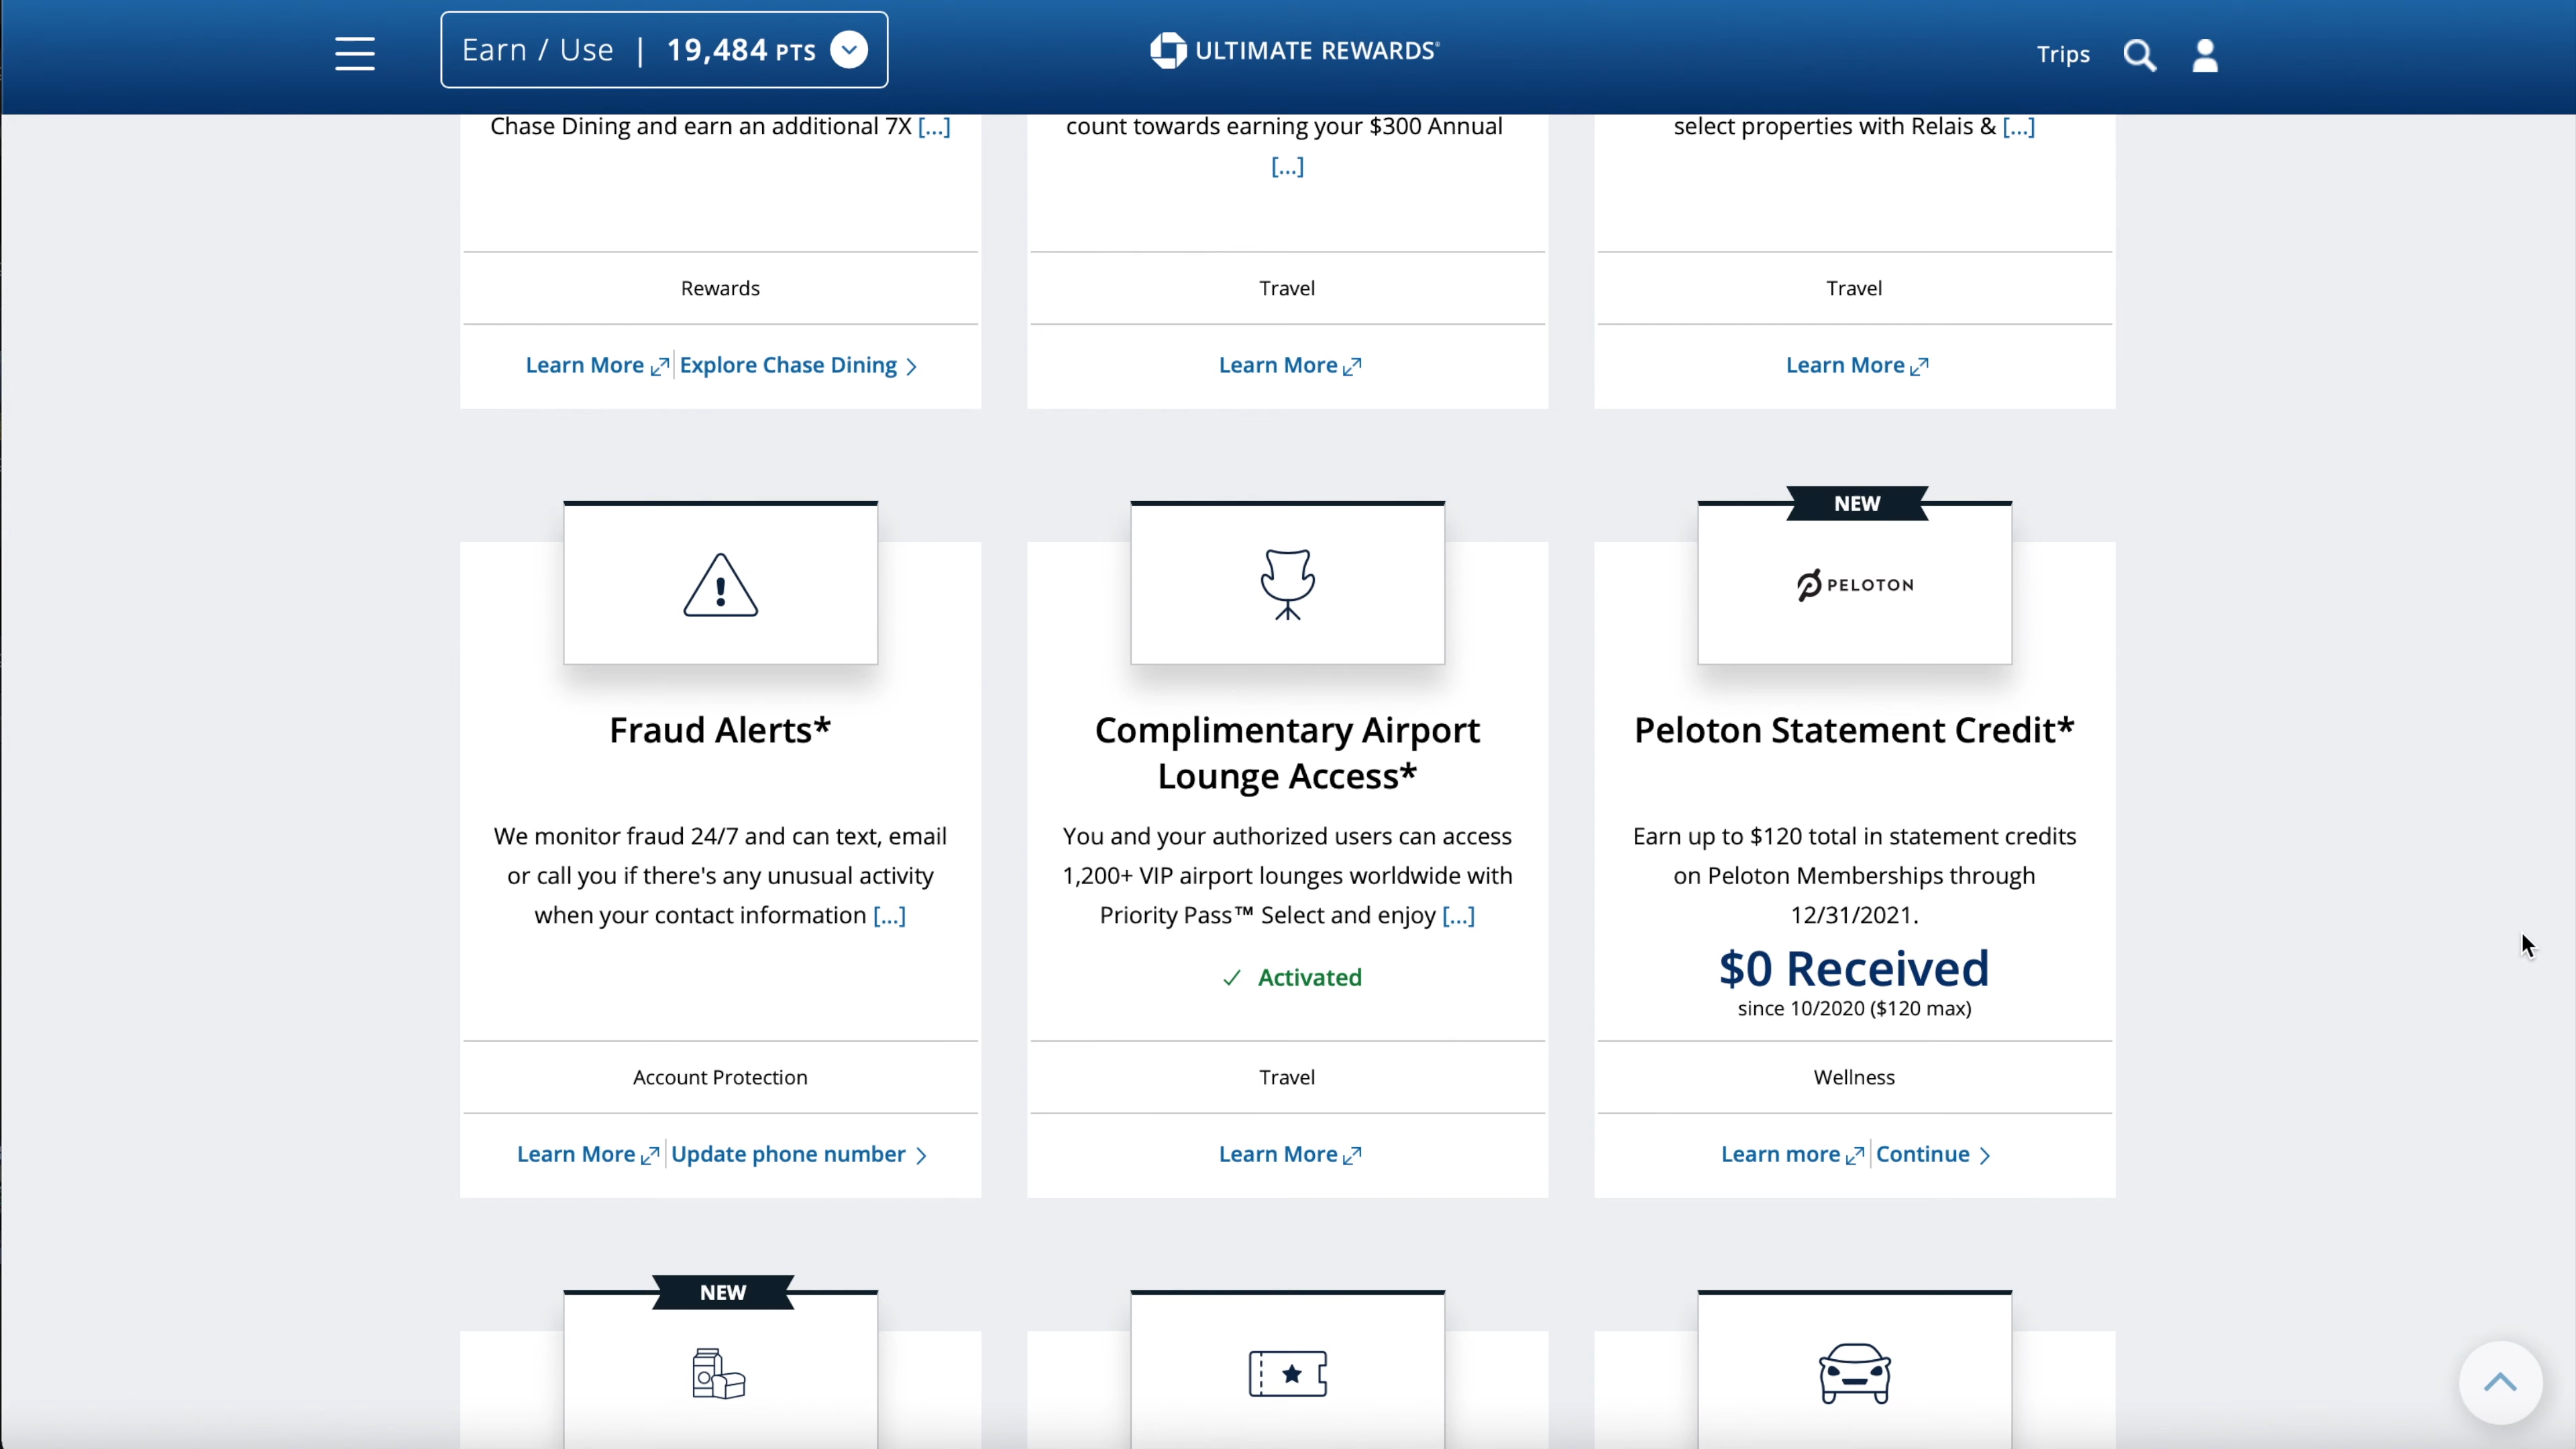 Earn / Use | 19,484 PTS
ULTIMATE REWARDS®
Trips
Chase Dining and earn an additional 7X [...]
Rewards
Learn More
Explore Chase Dining
count towards earning your $300 Annual
[...]
Travel
Learn More
select properties with Relais & [...]
Travel
Learn More
Fraud Alerts*
We monitor fraud 24/7 and can text, email
or call you if there's any unusual activity
when your contact information [...]
Account Protection
Learn More
Update phone number
Complimentary Airport
Lounge Access*
You and your authorized users can access
1,200+ VIP airport lounges worldwide with
Priority Pass™ Select and enjoy [...]
Activated
Travel
Learn More
NEW
PELOTON
Peloton Statement Credit*
Earn up to $120 total in statement credits
on Peloton Memberships through
12/31/2021.
$0 Received
since 10/2020 ($120 max)
Wellness
Learn more
Continue
NEW